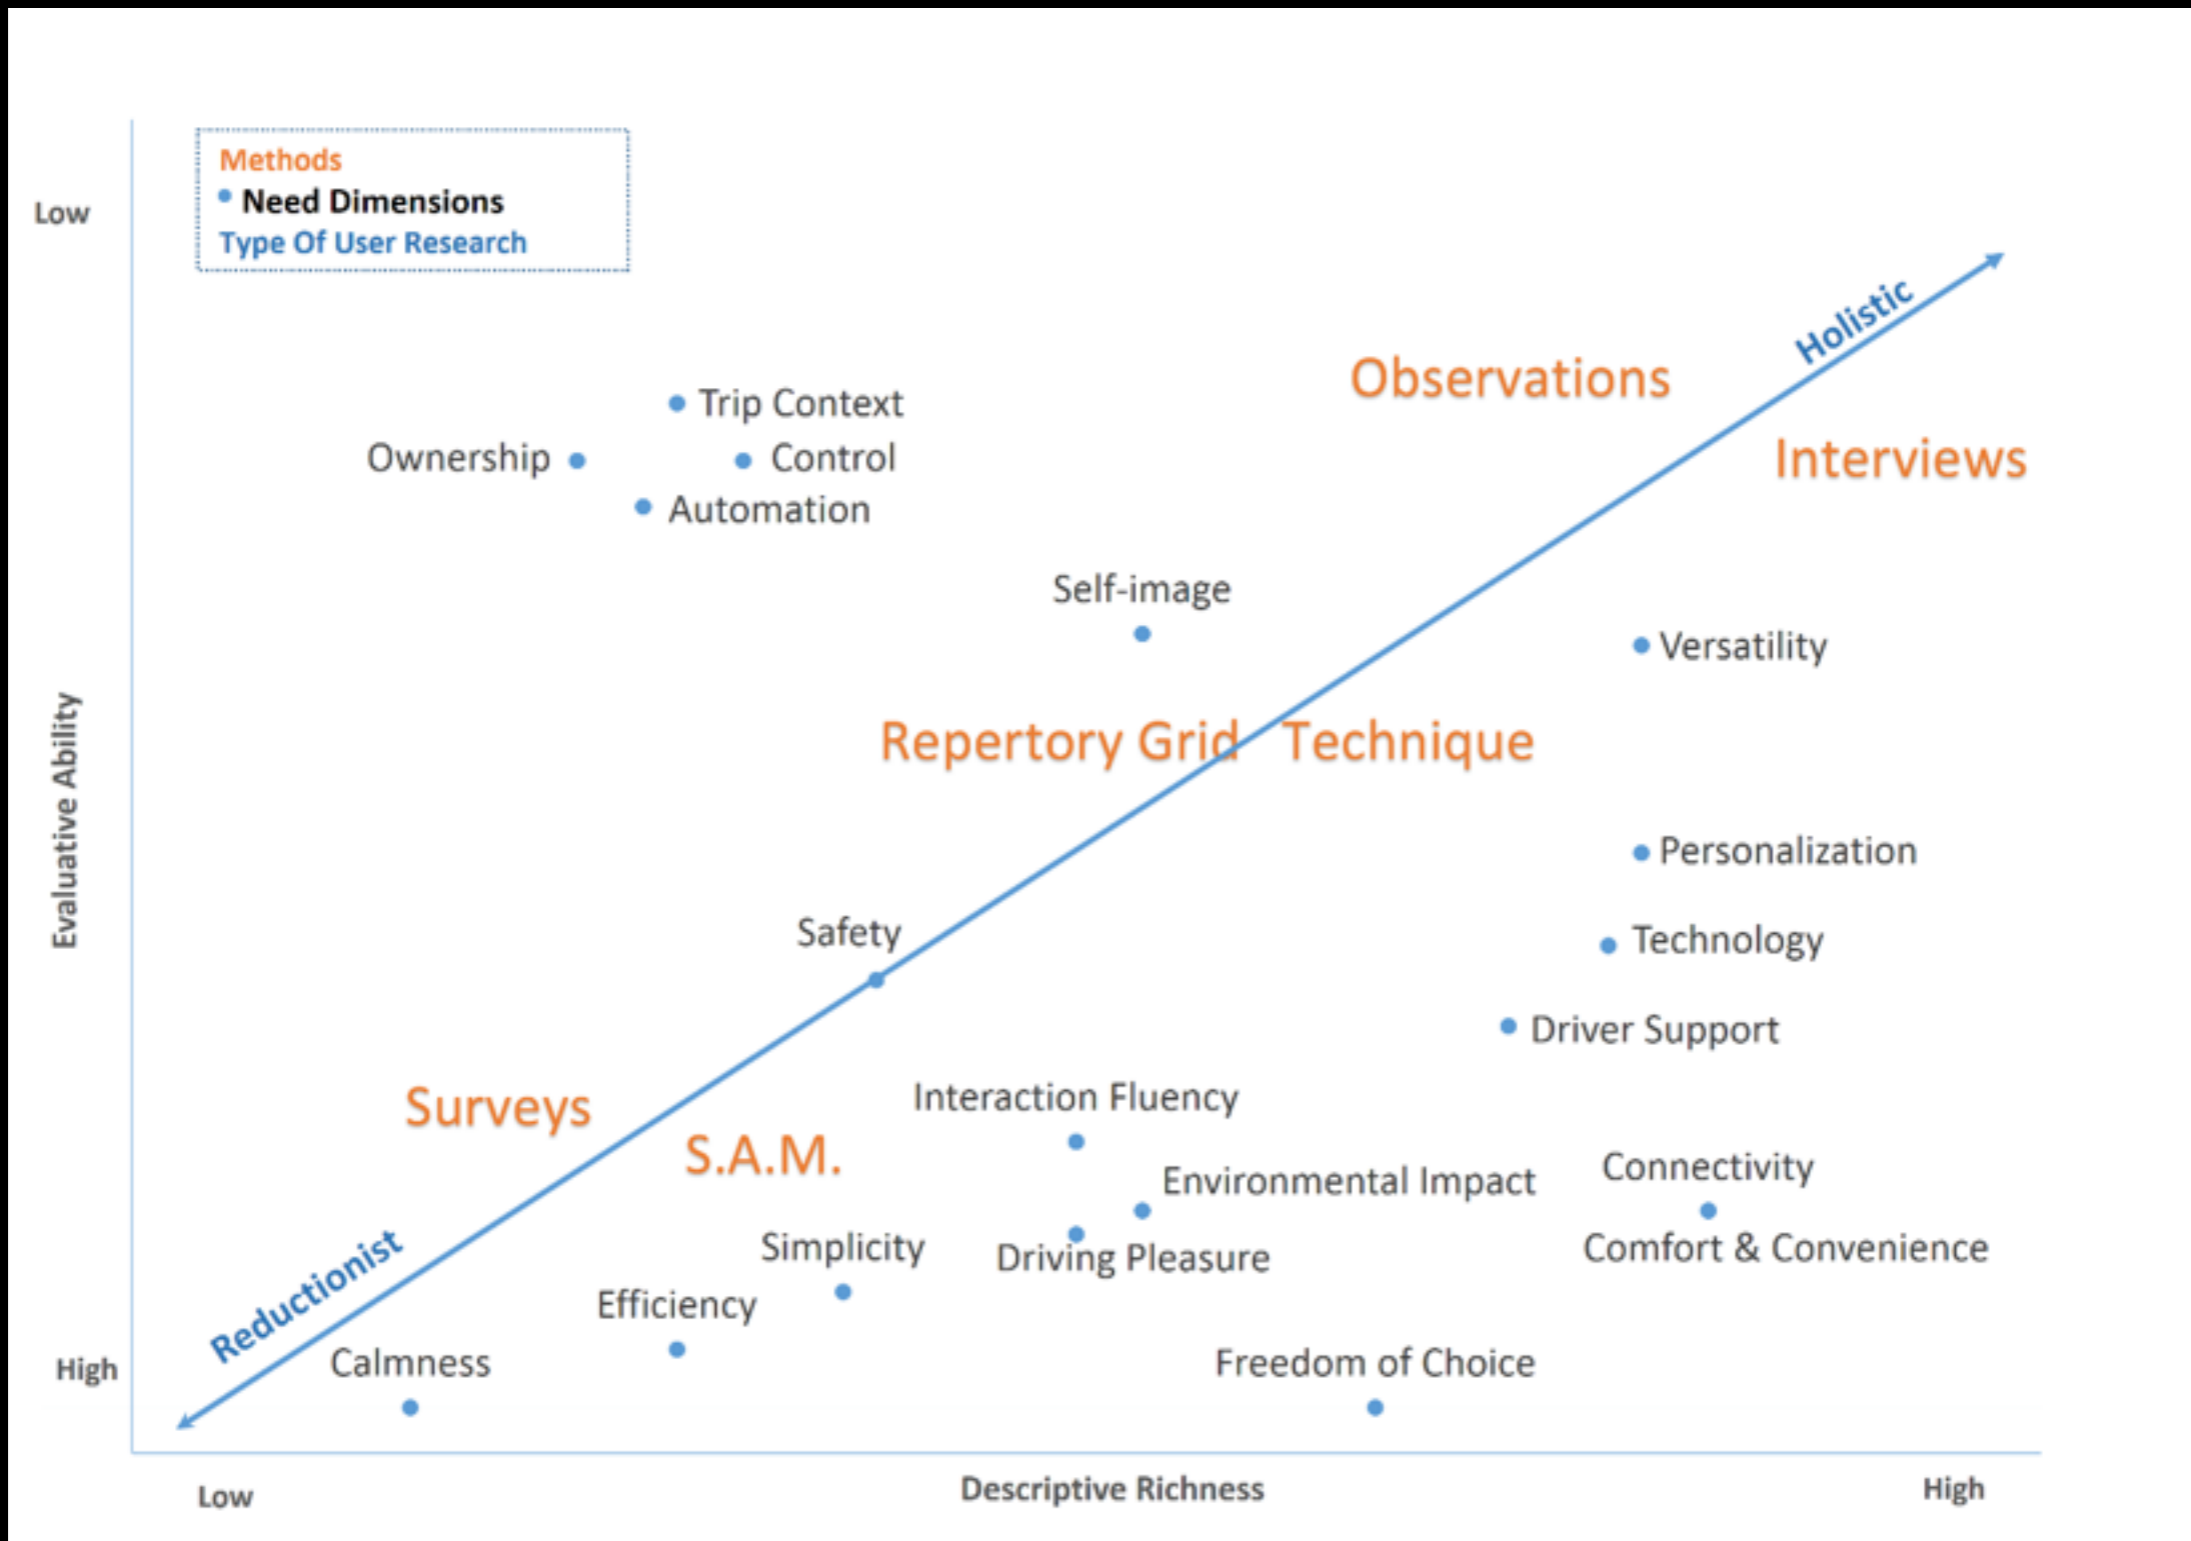 Methods
Need Dimensions
Type Of User Research
Low
Holistic
Observations
Trip Context
Ownership
Control
Interviews
Automation
Self-image
Versatility
Repertory Grid Technique
Evaluative Ability
Personalization
Safety
Technology
Driver Support
Interaction Fluency
Surveys
S.A.M.
Connectivity
Environmental Impact
Simplicity
Driving Pleasure
Comfort & Convenience
Reductionist
Efficiency
High
Calmness
Freedom of Choice
Low
Descriptive Richness
High